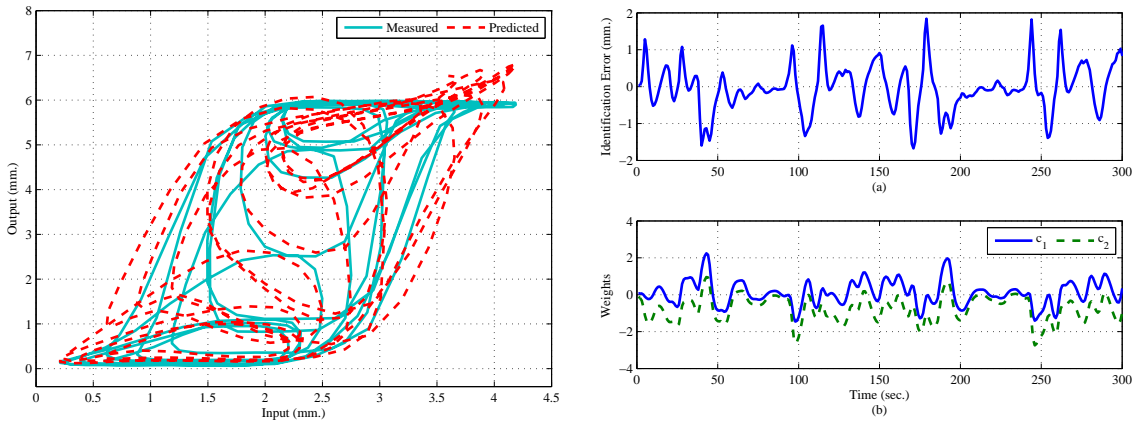 8
7
6
5
4
3
2
1
0
Output (mm.)
Measured
Predicted
0 0.5 1 1.5 2 2.5 3 3.5 4 4.5
Input (mm.)
2
1
0
−1
−2
Identification Error (mm.)
0 50 100 150 200 250 300
(a)
4
2
0
−2
−4
Weights
c1
c2
0 50 100 150 200 250 300
Time (sec.)
(b)